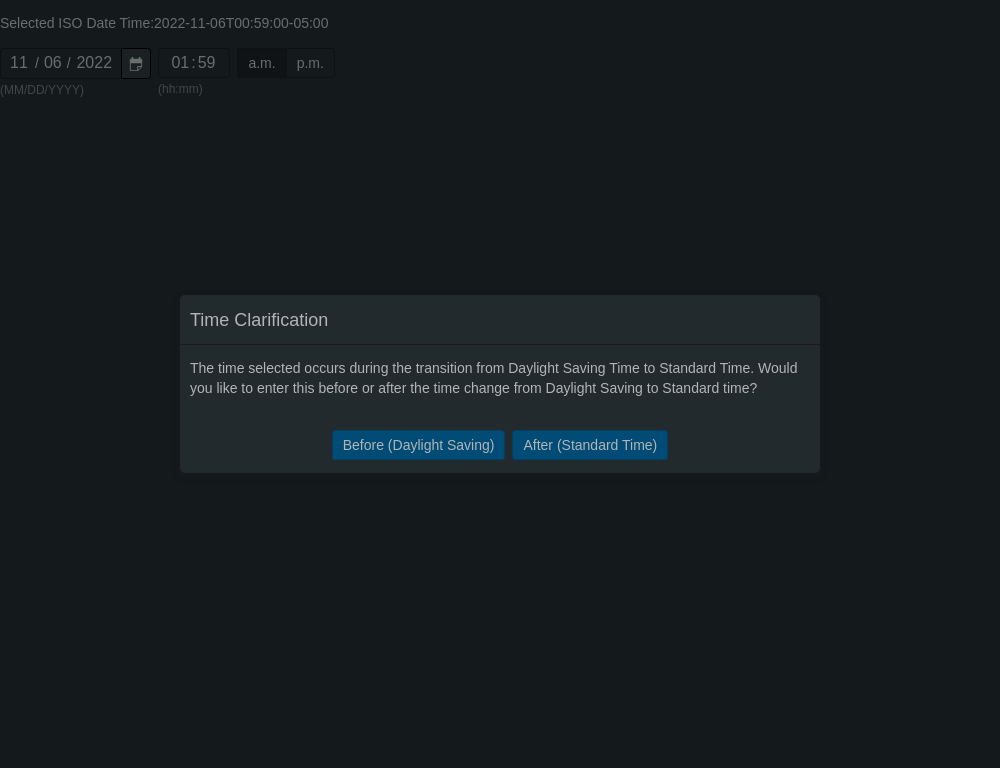 Selected ISO Date Time:2022-11-06T00:59:00-05:00
11 / 06 / 2022 01:59 a.m. p.m.
(MM/DD/YYYY) (hh:mm)
Time Clarification
The time selected occurs during the transition from Daylight Saving Time to Standard Time. Would
you like to enter this before or after the time change from Daylight Saving to Standard time?
Before (Daylight Saving) After (Standard Time)